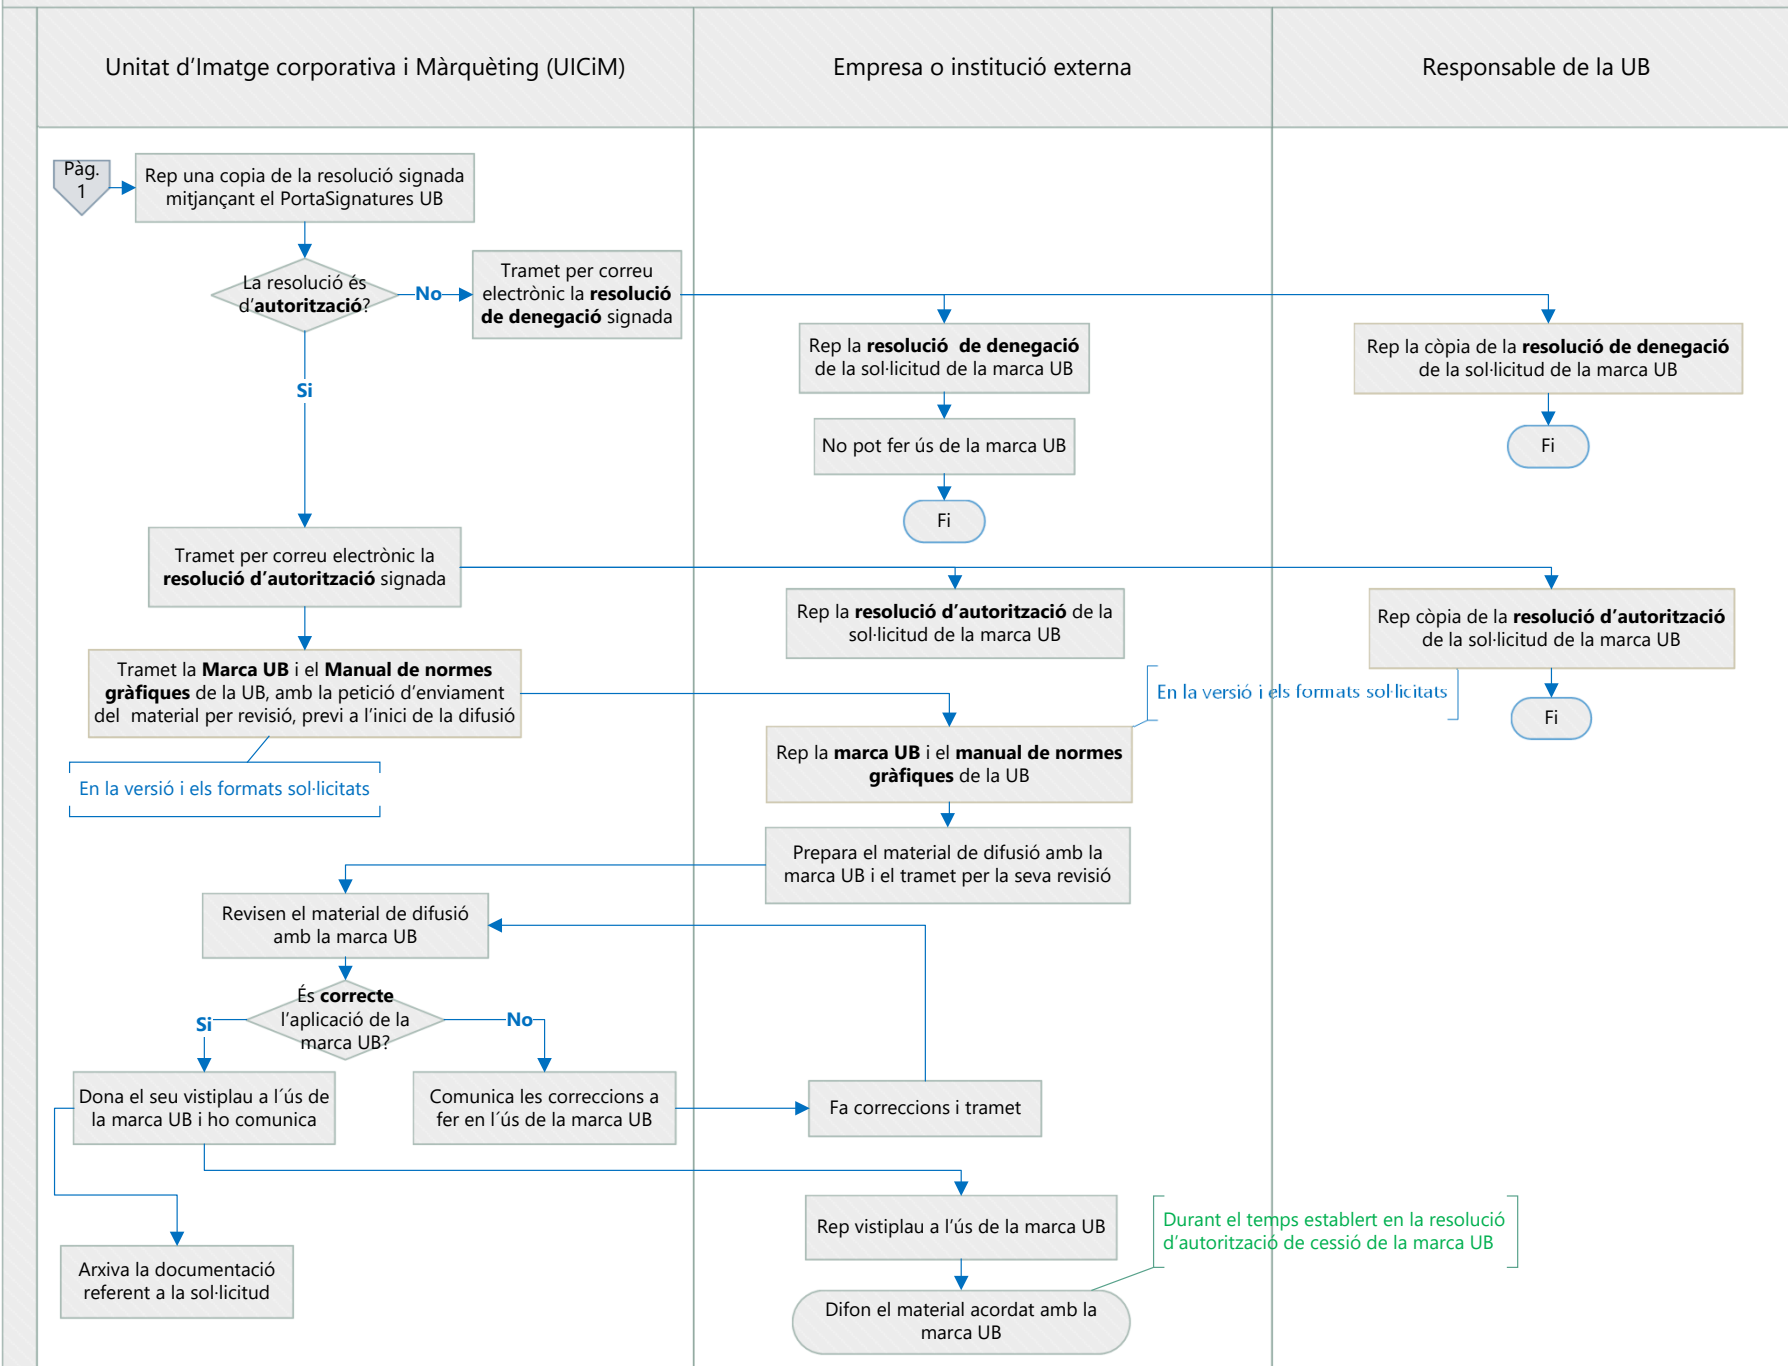 Unitat d’Imatge corporativa i Màrquèting (UICiM)
Empresa o institució externa
Responsable de la UB
Pàg.
1
Rep una copia de la resolució signada
mitjançant el PortaSignatures UB
La resolució és
d’autorització?
No
Tramet per correu
electrònic la resolució
de denegació signada
Rep la resolució  de denegació
de la sol·licitud de la marca UB
Rep la còpia de la resolució de denegació
de la sol·licitud de la marca UB
Si
No pot fer ús de la marca UB
Fi
Fi
Tramet per correu electrònic la
resolució d’autorització signada
Rep la resolució d’autorització de la
sol·licitud de la marca UB
Rep còpia de la resolució d’autorització
de la sol·licitud de la marca UB
Tramet la Marca UB i el Manual de normes
gràfiques de la UB, amb la petició d’enviament
del  material per revisió, previ a l’inici de la difusió
En la versió i els formats sol·licitats
Fi
Rep la marca UB i el manual de normes
gràfiques de la UB
En la versió i els formats sol·licitats
Prepara el material de difusió amb la
marca UB i el tramet per la seva revisió
Revisen el material de difusió
amb la marca UB
És correcte
l’aplicació de la
marca UB?
Si
No
Dona el seu vistiplau a l´ús de
la marca UB i ho comunica
Comunica les correccions a
fer en l´ús de la marca UB
Fa correccions i tramet
Rep vistiplau a l’ús de la marca UB
Durant el temps establert en la resolució
d’autorització de cessió de la marca UB
Arxiva la documentació
referent a la sol·licitud
Difon el material acordat amb la
marca UB